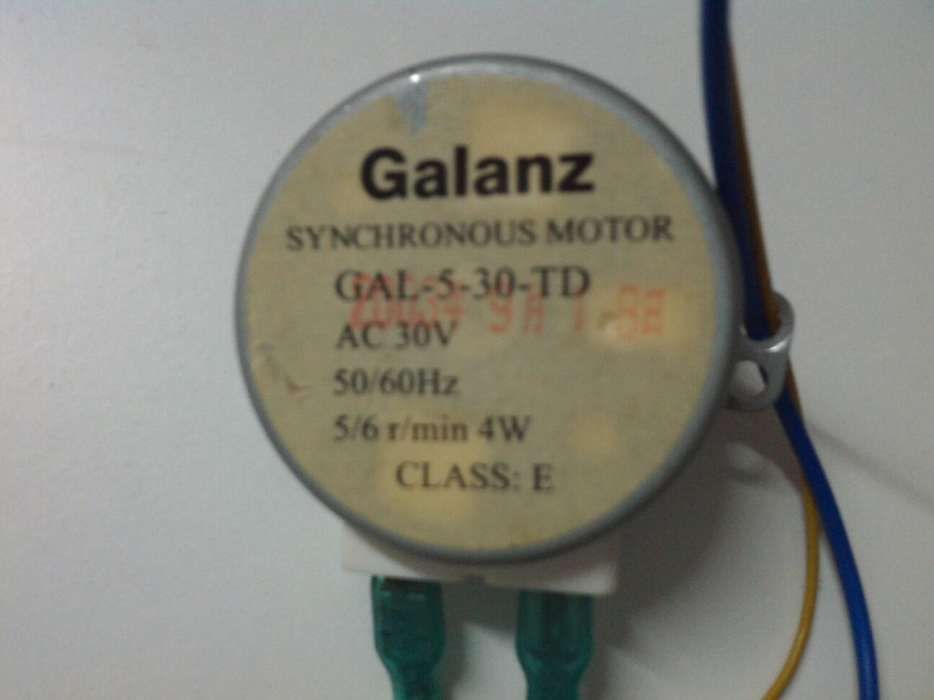 Galanz
SYNCHRONOUS MOTOR
GAL-5-30-TD
AC 30V
50/60Hz
5/6 r/min 4W
CLASS: E